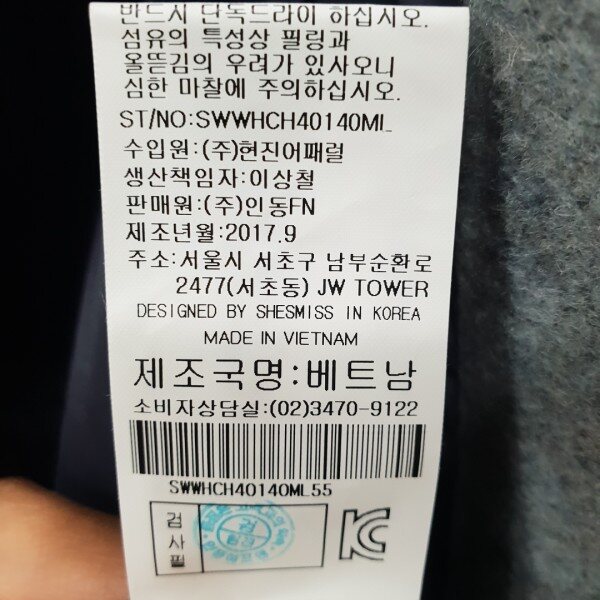 반드시 단독드라이 하십시오.
섬유의 특성상 필링과
올뜯김의 우려가 있사오니
심한 마찰에 주의하십시오.
ST/NO:SWWHCH40140ML
수입원:(주)현진어패럴
생산책임자:이상철
판매원:(주)인동FN
제조년월:2017.9
주소:서울시 서초구 남부순환로
2477(서초동) JW TOWER
DESIGNED BY SHESMISS IN KOREA
MADE IN VIETNAM
제조국명:베트남
소비자상담실:(02)3470-9122
SWWHCH40140ML55
검사필
KC